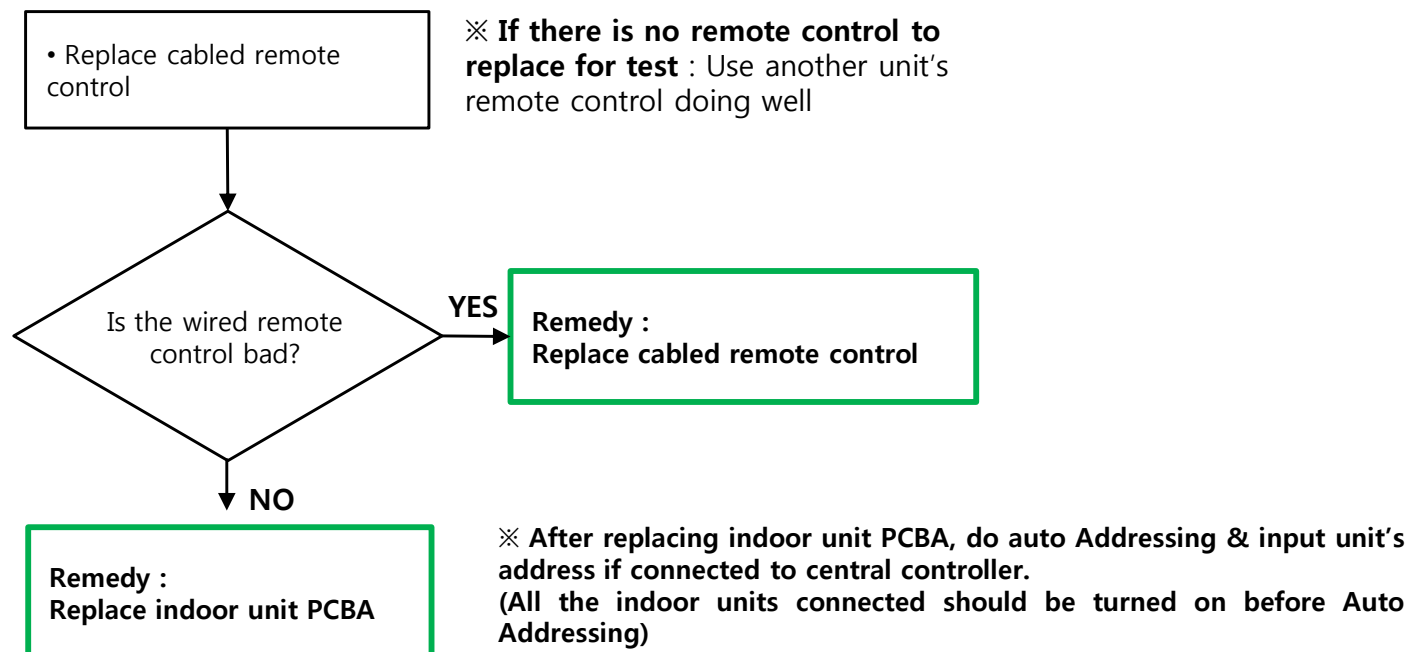 • Replace cabled remote
control
※ If there is no remote control to
replace for test : Use another unit's
remote control doing well
Is the wired remote
control bad?
YES
Remedy :
Replace cabled remote control
NO
Remedy :
Replace indoor unit PCBA
※ After replacing indoor unit PCBA, do auto Addressing & input unit's
address if connected to central controller.
(All the indoor units connected should be turned on before Auto
Addressing)